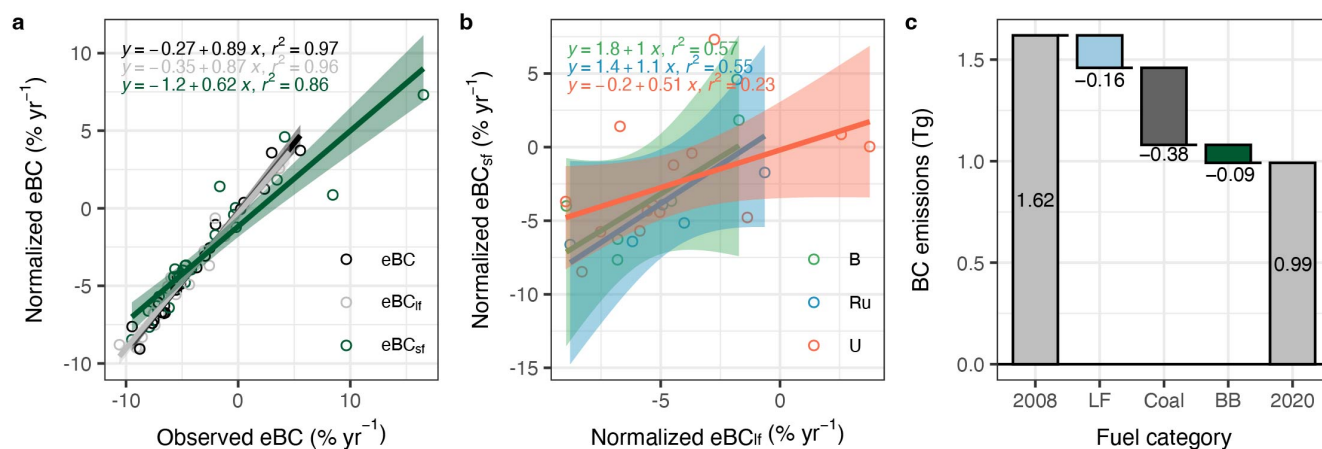 a
y = −0.27 + 0.89 x, r² = 0.97
y = −0.35 + 0.87 x, r² = 0.96
y = −1.2 + 0.62 x, r² = 0.86
10
5
0
-5
-10
Normalized eBC (% yr⁻¹)
eBC
eBClf
eBCsf
-10 0 10
Observed eBC (% yr⁻¹)
b
y = 1.8 + 1 x, r² = 0.57
y = 1.4 + 1.1 x, r² = 0.55
y = −0.2 + 0.51 x, r² = 0.23
5
0
-5
-10
-15
Normalized eBCsf (% yr⁻¹)
B
Ru
U
-5 0
Normalized eBClf (% yr⁻¹)
c
1.5
1.0
0.5
0.0
BC emissions (Tg)
1.62
−0.16
−0.38
−0.09
0.99
2008 LF Coal BB 2020
Fuel category